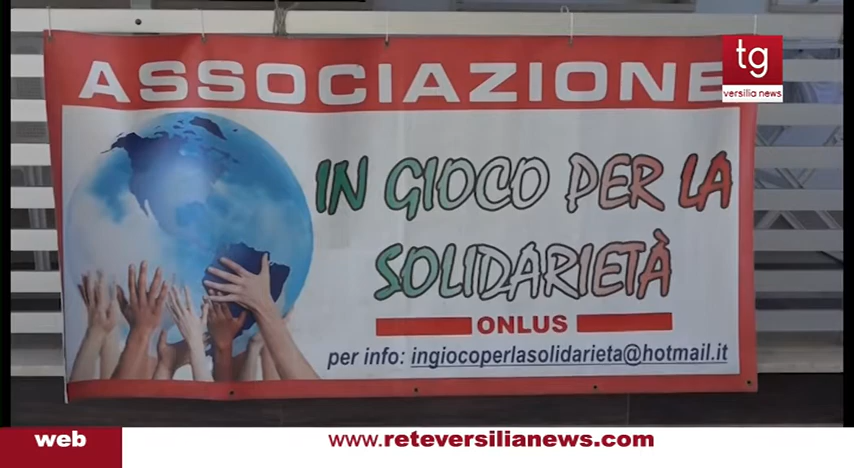 ASSOCIAZIONE
tg
versilia news
IN GIOCO PER LA
SOLIDARIETÀ
ONLUS
per info: ingiocoperlasolidarieta@hotmail.it
web www.reteversilianews.com